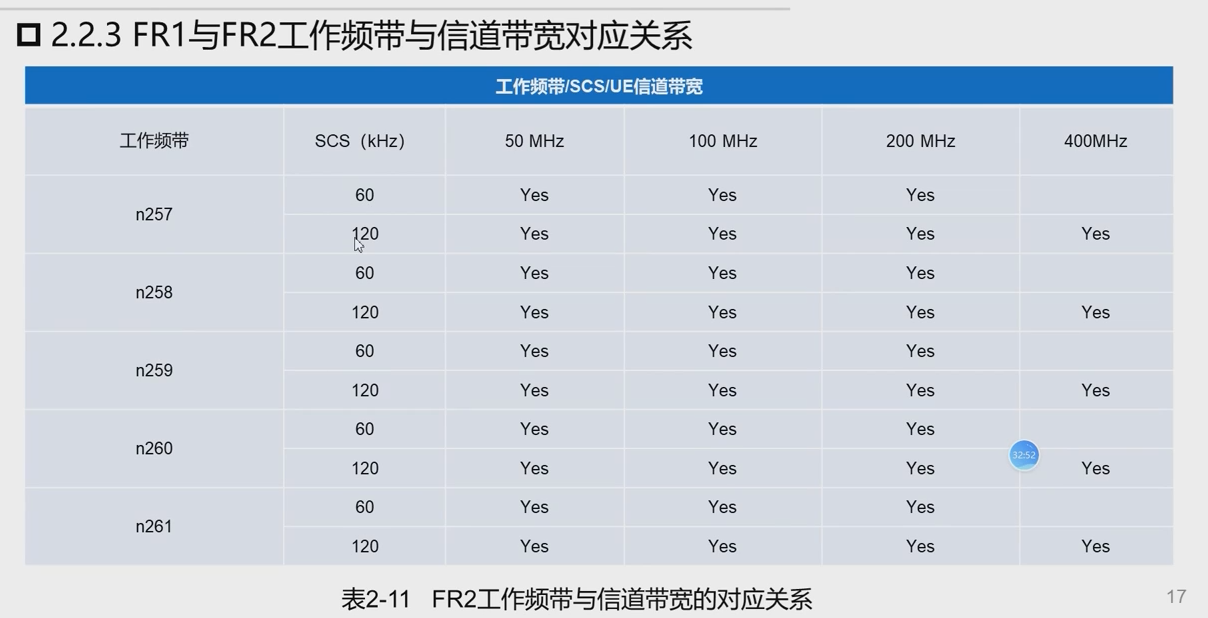 2.2.3 FR1与FR2工作频带与信道带宽对应关系
工作频带/SCS/UE信道带宽
工作频带 SCS（kHz） 50 MHz 100 MHz 200 MHz 400MHz
n257
60 Yes Yes Yes
120 Yes Yes Yes Yes
n258
60 Yes Yes Yes
120 Yes Yes Yes Yes
n259
60 Yes Yes Yes
120 Yes Yes Yes Yes
n260
60 Yes Yes Yes
32:52
120 Yes Yes Yes Yes
n261
60 Yes Yes Yes
120 Yes Yes Yes Yes
表2-11 FR2工作频带与信道带宽的对应关系
17